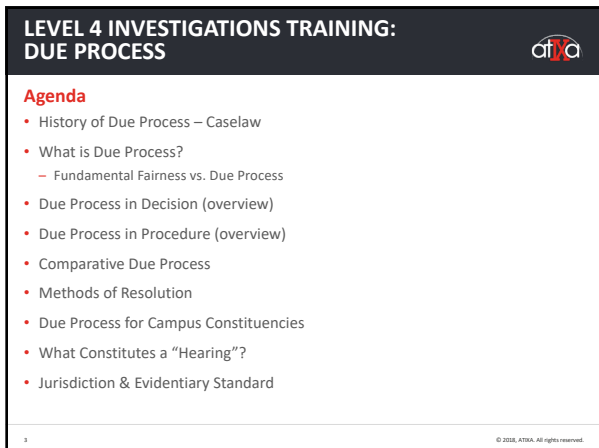 LEVEL 4 INVESTIGATIONS TRAINING:
DUE PROCESS
atIXa
Agenda
• History of Due Process – Caselaw
• What is Due Process?
– Fundamental Fairness vs. Due Process
• Due Process in Decision (overview)
• Due Process in Procedure (overview)
• Comparative Due Process
• Methods of Resolution
• Due Process for Campus Constituencies
• What Constitutes a “Hearing”?
• Jurisdiction & Evidentiary Standard
3
© 2018, ATIXA. All rights reserved.